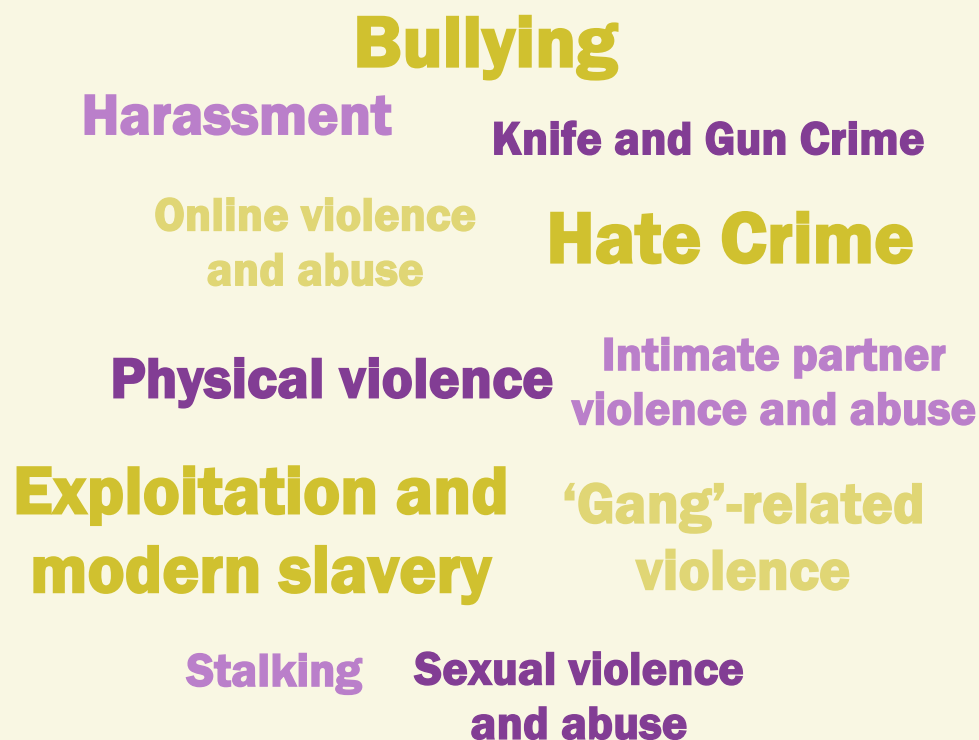 Bullying
Harassment
Knife and Gun Crime
Online violence
and abuse
Hate Crime
Physical violence
Intimate partner
violence and abuse
Exploitation and
modern slavery
‘Gang’-related
violence
Stalking
Sexual violence
and abuse